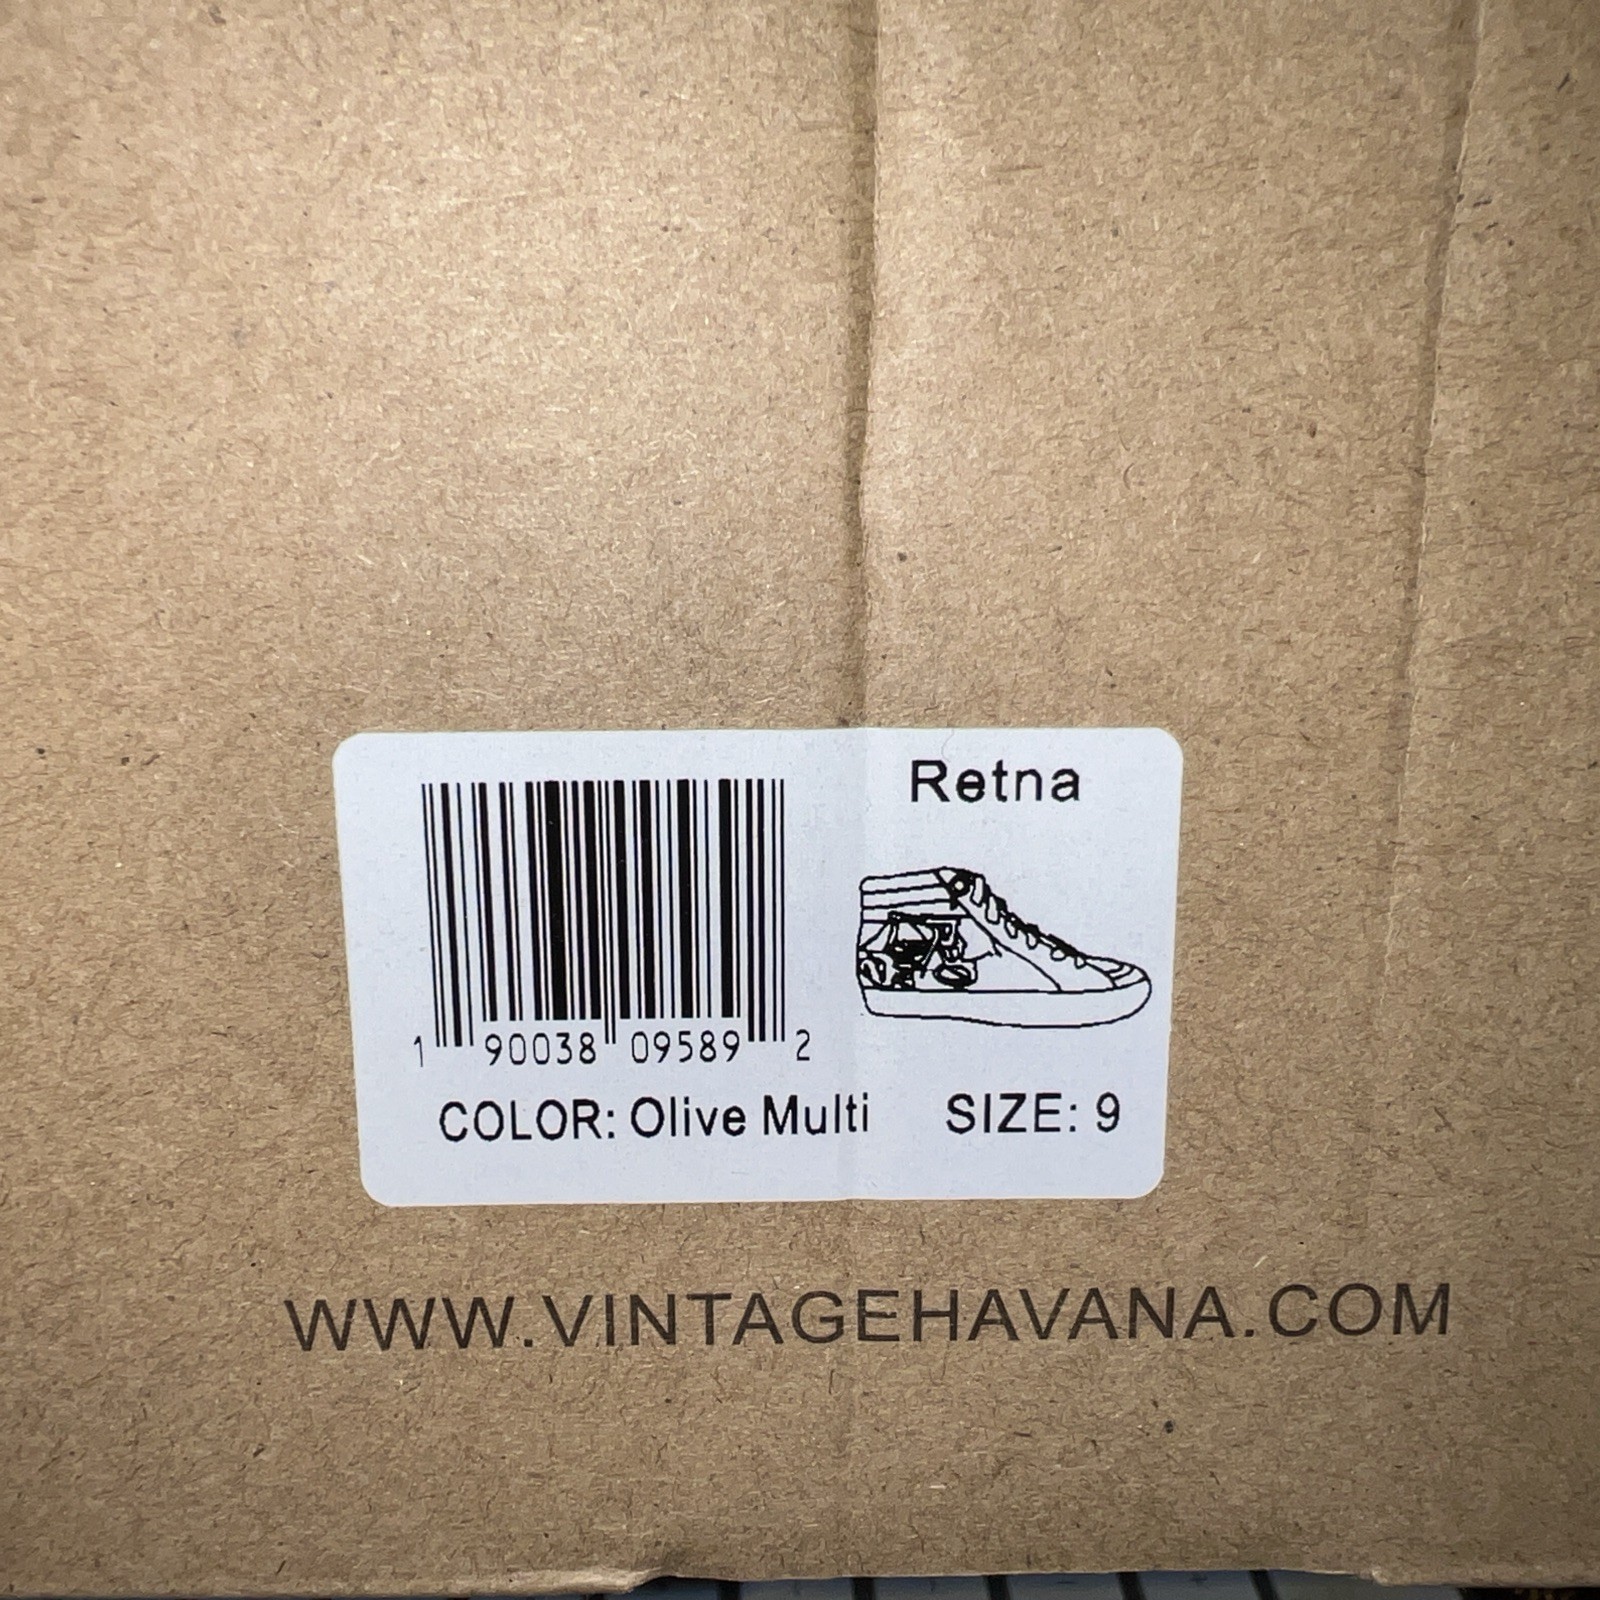 Retna
1 90038 09589 2
COLOR: Olive Multi SIZE: 9
WWW.VINTAGEHAVANA.COM